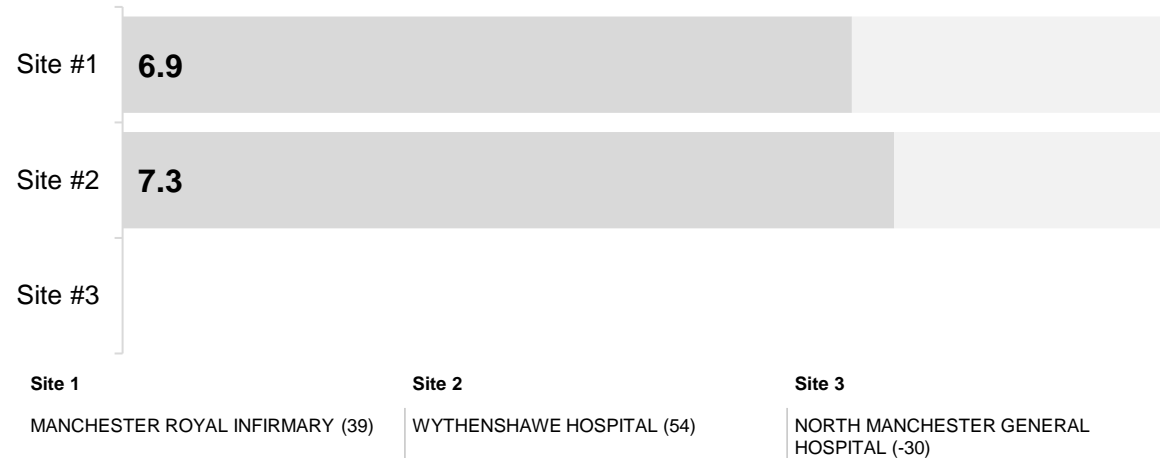 Site #1
6.9
Site #2
7.3
Site #3
Site 1
Site 2
Site 3
MANCHESTER ROYAL INFIRMARY (39)
WYTHENSHAWE HOSPITAL (54)
NORTH MANCHESTER GENERAL
HOSPITAL (-30)